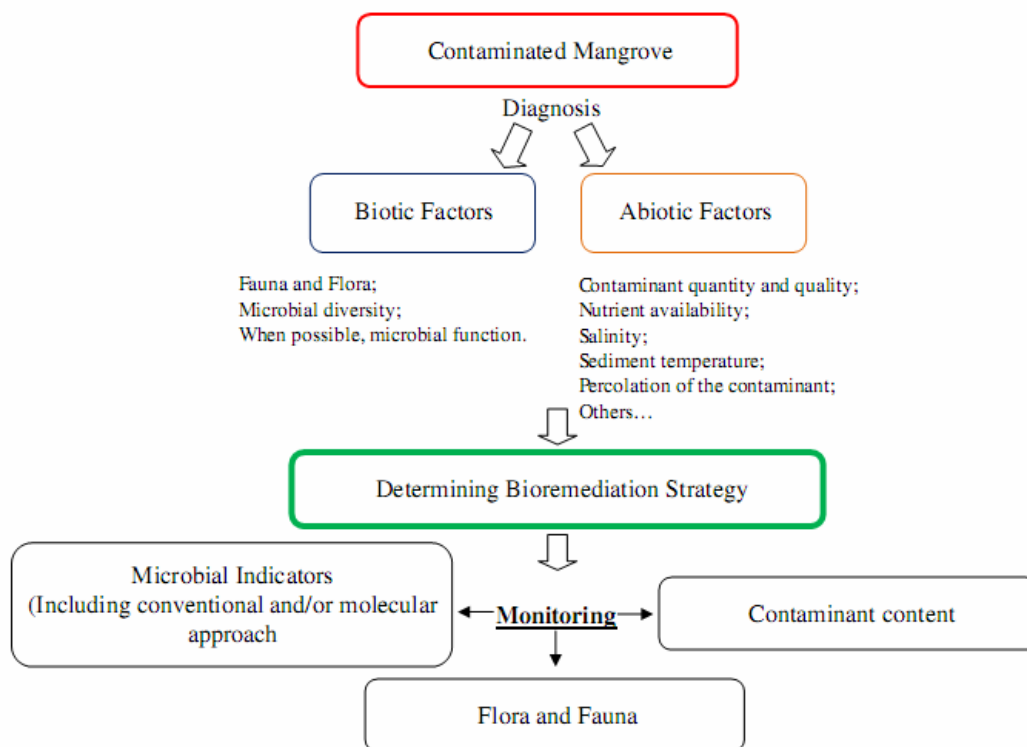 Contaminated Mangrove
Diagnosis
Biotic Factors
Abiotic Factors
Fauna and Flora;
Microbial diversity;
When possible, microbial function.
Contaminant quantity and quality;
Nutrient availability;
Salinity;
Sediment temperature;
Percolation of the contaminant;
Others…
Determining Bioremediation Strategy
Microbial Indicators
(Including conventional and/or molecular
approach
Monitoring
Contaminant content
Flora and Fauna